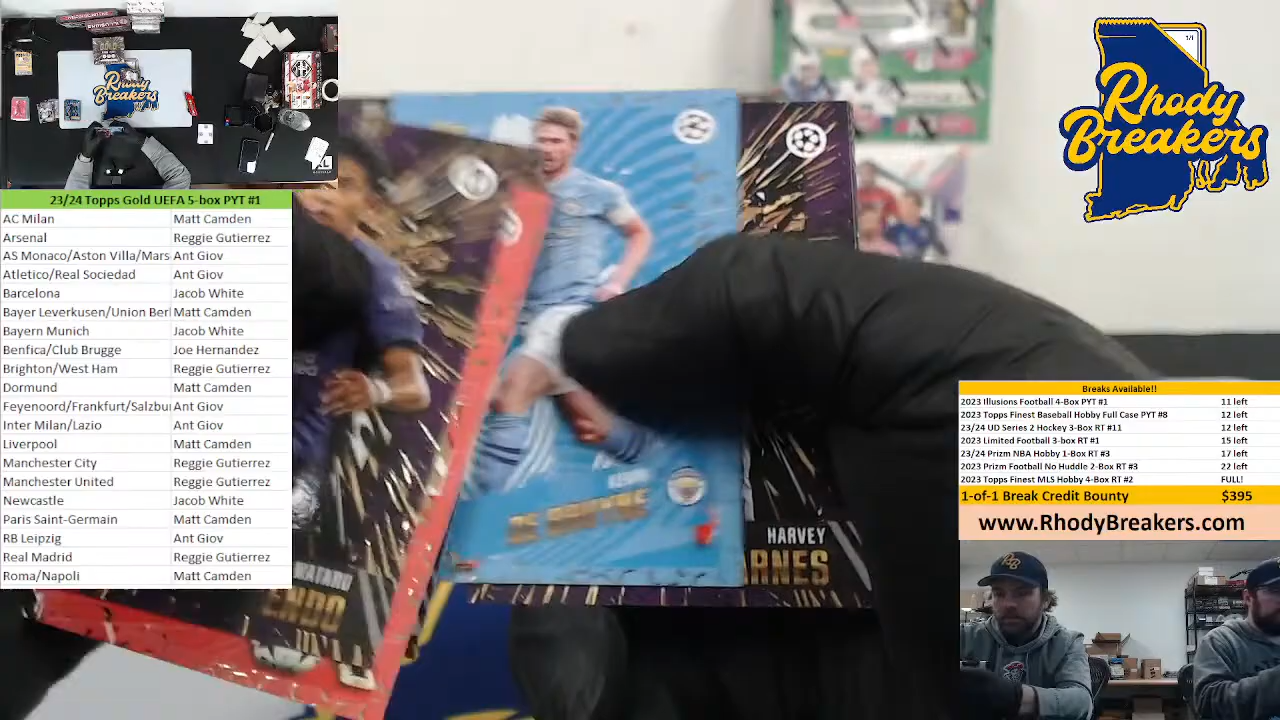 Rhody
Breakers
1/1
Rhody
Breakers
23/24 Topps Gold UEFA 5-box PYT #1
AC Milan Matt Camden
Arsenal Reggie Gutierrez
AS Monaco/Aston Villa/Mars Ant Giov
Atletico/Real Sociedad Ant Giov
Barcelona Jacob White
Bayer Leverkusen/Union Berl Matt Camden
Bayern Munich Jacob White
Benfica/Club Brugge Joe Hernandez
Brighton/West Ham Reggie Gutierrez
Dormund Matt Camden
Feyenoord/Frankfurt/Salzbu Ant Giov
Inter Milan/Lazio Ant Giov
Liverpool Matt Camden
Manchester City Reggie Gutierrez
Manchester United Reggie Gutierrez
Newcastle Jacob White
Paris Saint-Germain Matt Camden
RB Leipzig Ant Giov
Real Madrid Reggie Gutierrez
Roma/Napoli Matt Camden
WATARU
ENDO
HARVEY
ARNES
Breaks Available!!
2023 Illusions Football 4-Box PYT #1 11 left
2023 Topps Finest Baseball Hobby Full Case PYT #8 12 left
23/24 UD Series 2 Hockey 3-Box RT #11 12 left
2023 Limited Football 3-box RT #1 15 left
23/24 Prizm NBA Hobby 1-Box RT #3 17 left
2023 Prizm Football No Huddle 2-Box RT #3 22 left
2023 Topps Finest MLS Hobby 4-Box RT #2 FULL!
1-of-1 Break Credit Bounty $395
www.RhodyBreakers.com